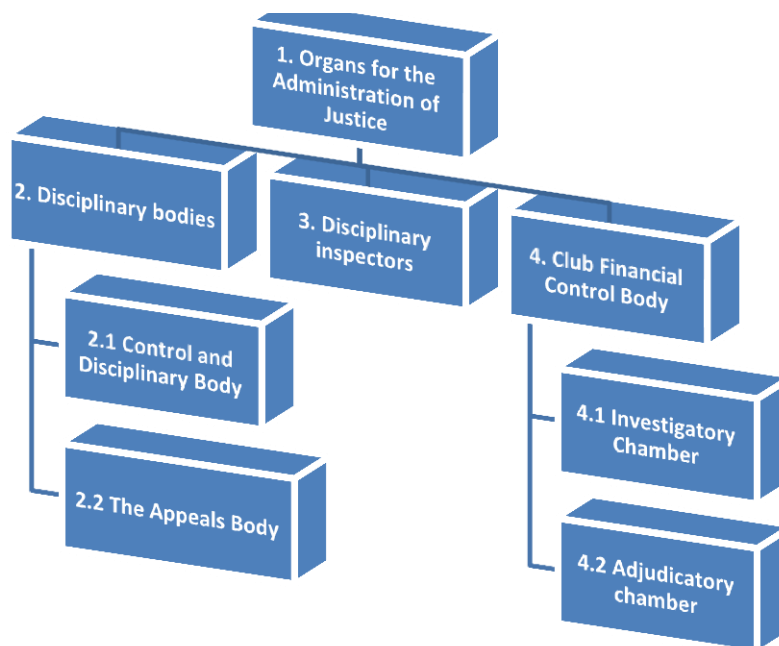 1. Organs for the
Administration of
Justice
2. Disciplinary bodies
3. Disciplinary
inspectors
4. Club Financial
Control Body
2.1 Control and
Disciplinary Body
2.2 The Appeals Body
4.1 Investigatory
Chamber
4.2 Adjudicatory
chamber